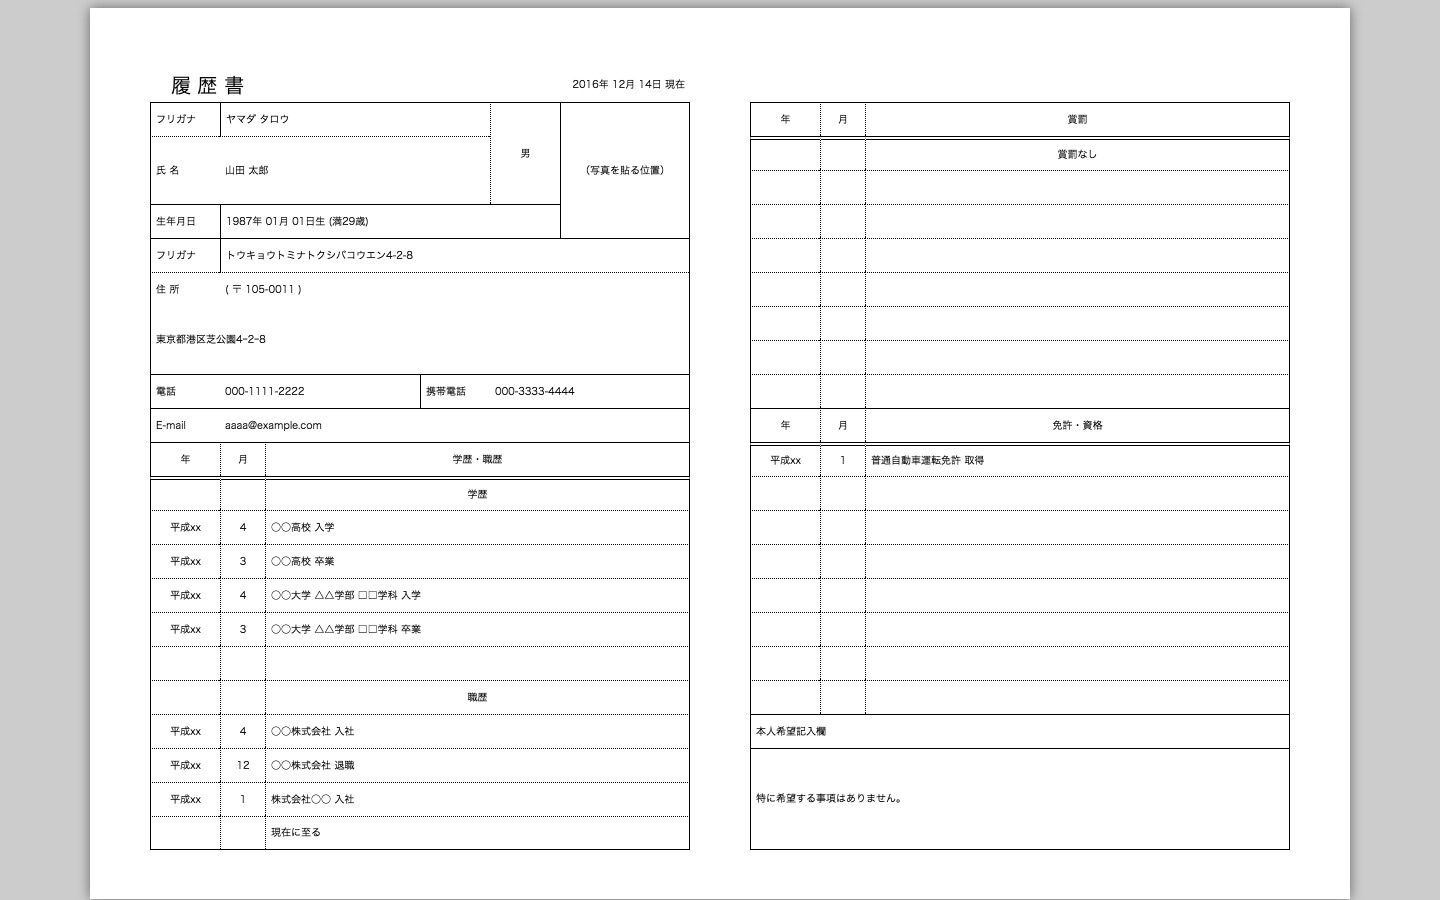 履 歴 書
2016年 12月 14日 現在
フリガナ ヤマダ タロウ
男
(写真を貼る位置)
氏 名 山田 太郎
生年月日 1987年 01月 01日生 (満29歳)
フリガナ トウキョウトミナトクシバコウエン4-2-8
住 所 ( 〒 105-0011 )
東京都港区芝公園4ｰ2ｰ8
電話 000-1111-2222 携帯電話 000-3333-4444
E-mail aaaa@example.com
年 月 学歴・職歴
学歴
平成xx 4 ○○高校 入学
平成xx 3 ○○高校 卒業
平成xx 4 ○○大学 △△学部 □□学科 入学
平成xx 3 ○○大学 △△学部 □□学科 卒業
職歴
平成xx 4 ○○株式会社 入社
平成xx 12 ○○株式会社 退職
平成xx 1 株式会社○○ 入社
現在に至る
年 月 賞罰
賞罰なし
年 月 免許・資格
平成xx 1 普通自動車運転免許 取得
本人希望記入欄
特に希望する事項はありません。